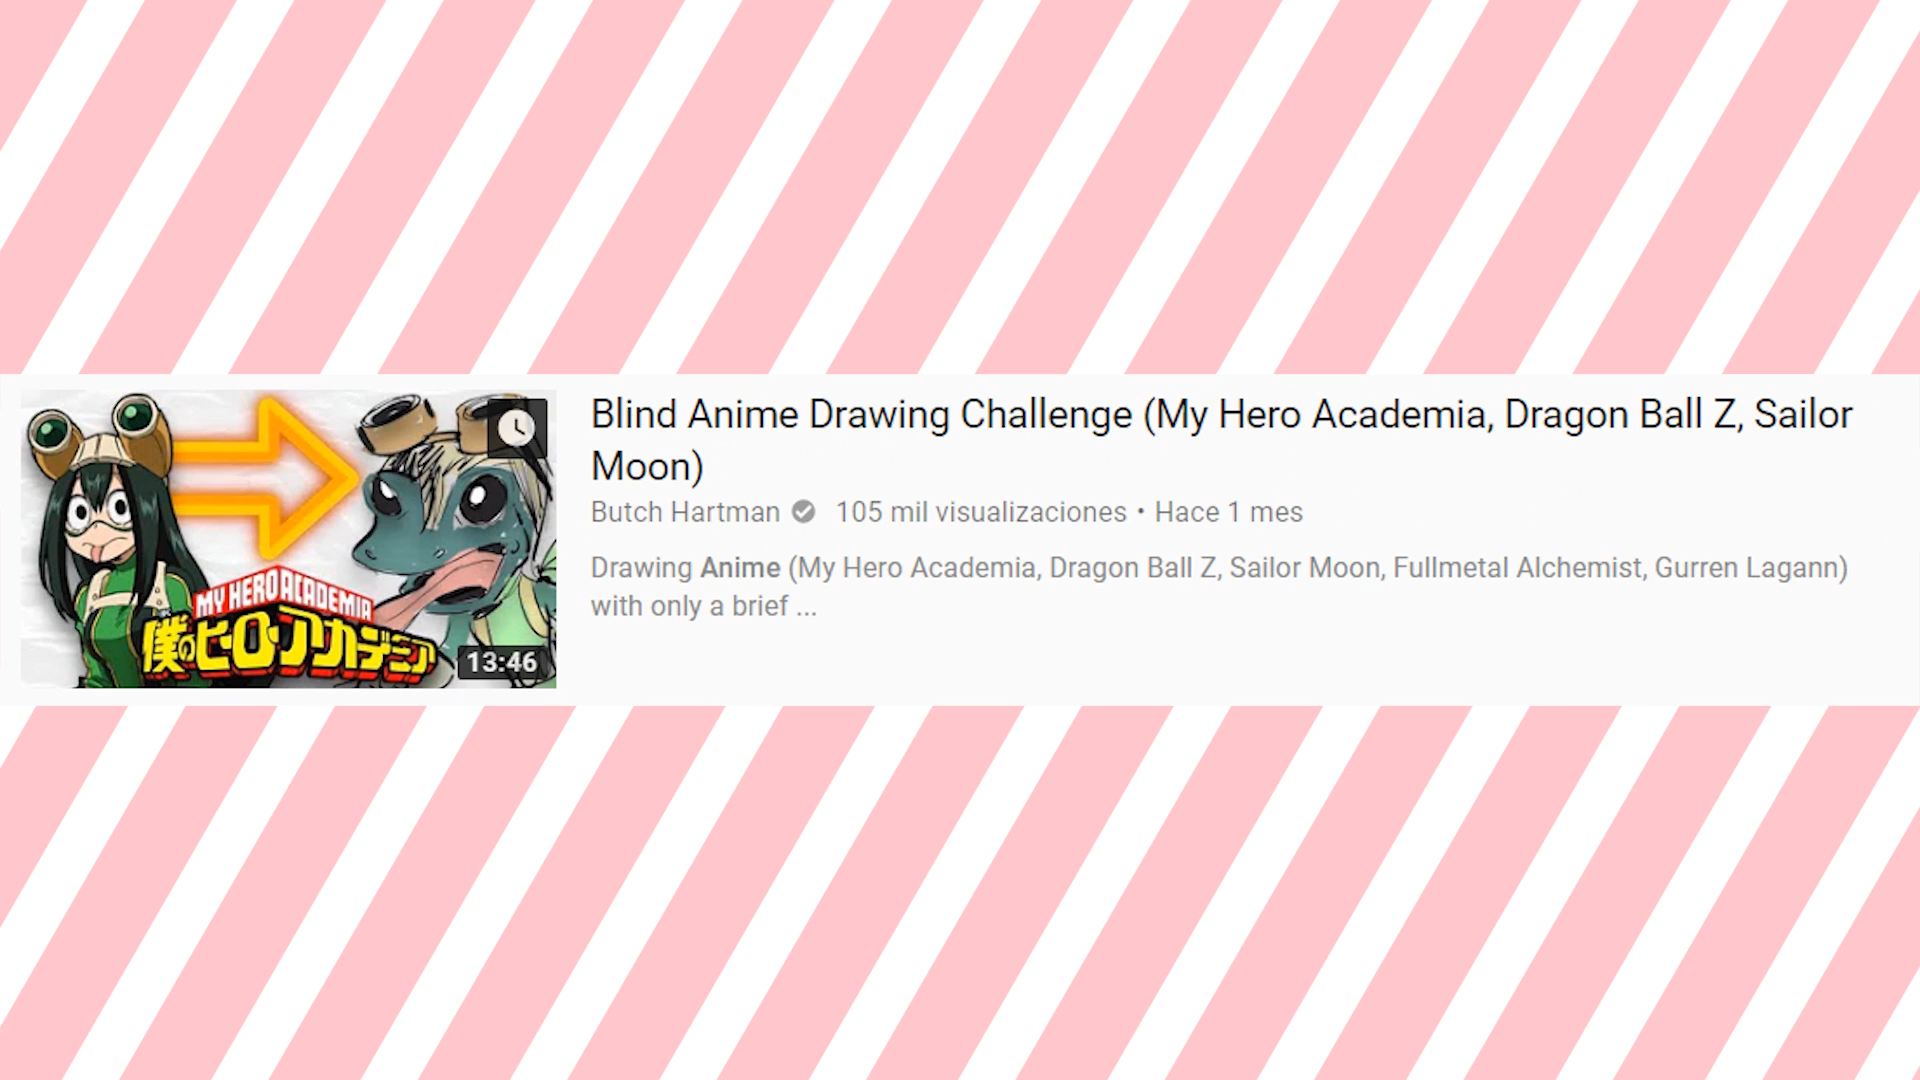 MY HERO ACADEMIA
僕のヒーローアカデミア
13:46
Blind Anime Drawing Challenge (My Hero Academia, Dragon Ball Z, Sailor
Moon)
Butch Hartman 105 mil visualizaciones • Hace 1 mes
Drawing Anime (My Hero Academia, Dragon Ball Z, Sailor Moon, Fullmetal Alchemist, Gurren Lagann)
with only a brief ...